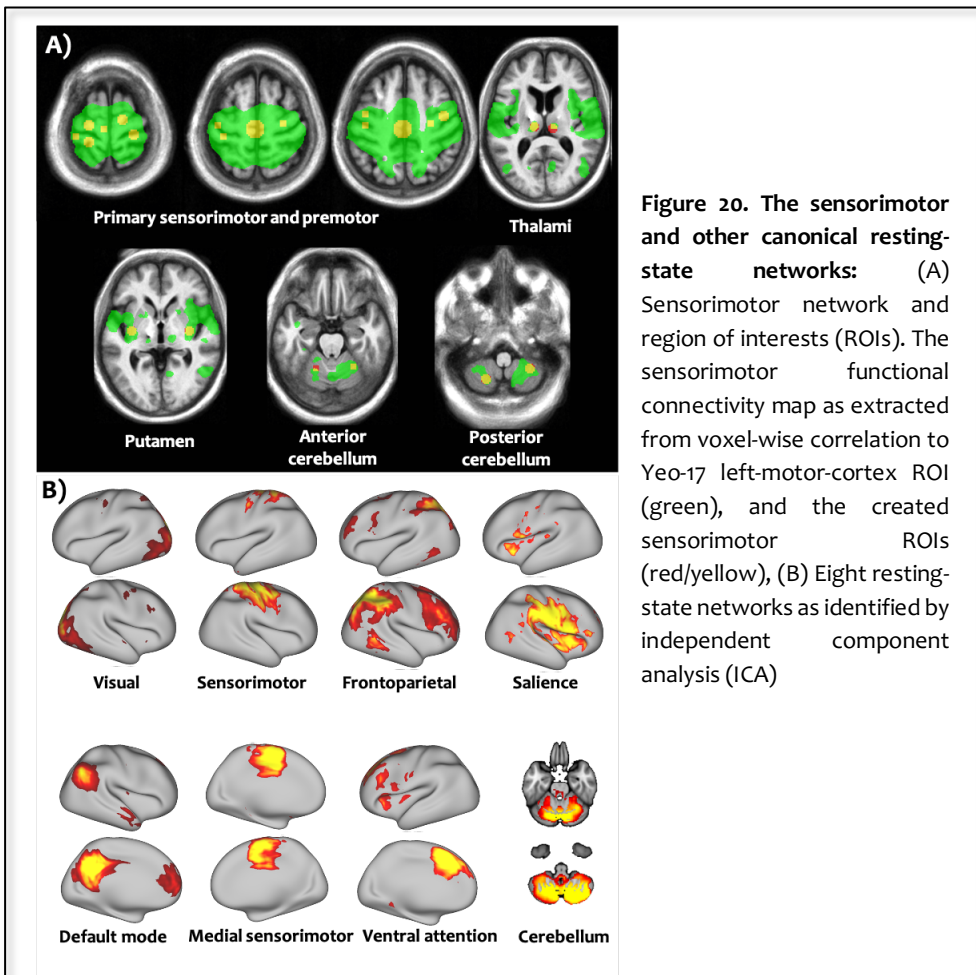 A)
Primary sensorimotor and premotor
Thalami
Putamen
Anterior
cerebellum
Posterior
cerebellum
B)
Visual
Sensorimotor
Frontoparietal
Salience
Default mode
Medial sensorimotor
Ventral attention
Cerebellum
Figure 20. The sensorimotor
and other canonical resting-
state networks: (A)
Sensorimotor network and
region of interests (ROIs). The
sensorimotor functional
connectivity map as extracted
from voxel-wise correlation to
Yeo-17 left-motor-cortex ROI
(green), and the created
sensorimotor ROIs
(red/yellow), (B) Eight resting-
state networks as identified by
independent component
analysis (ICA)